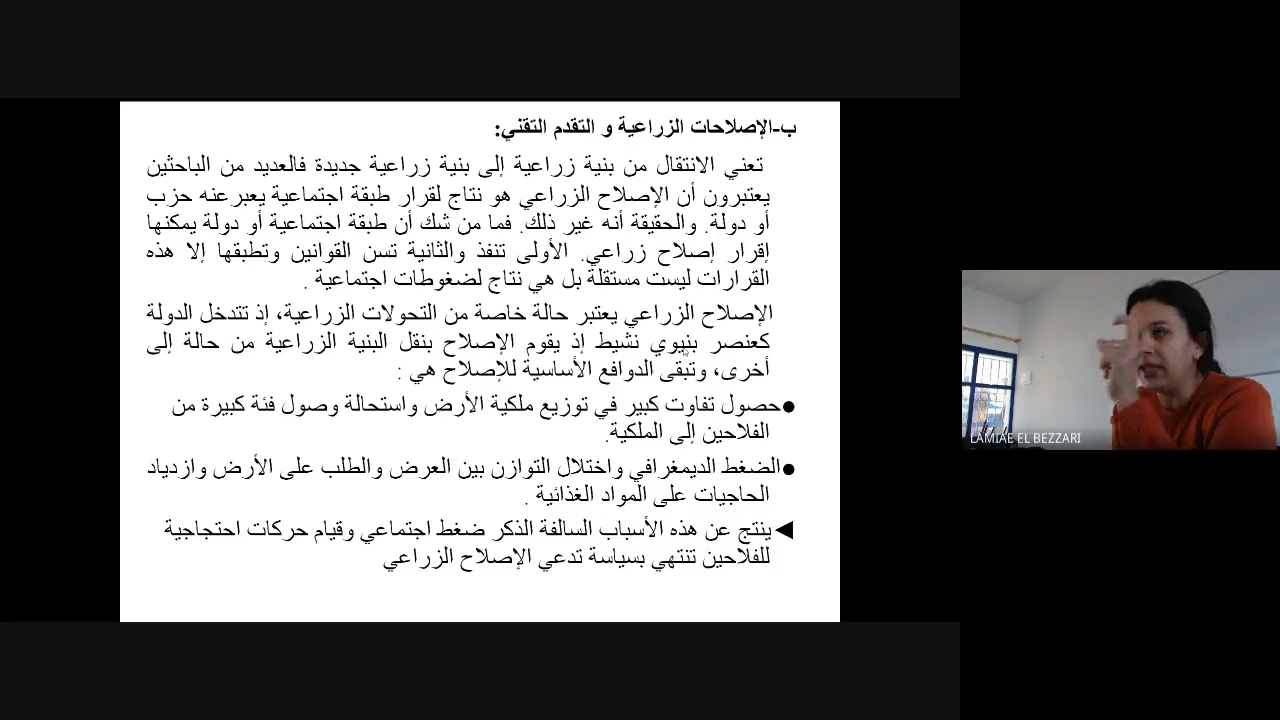 ب-الإصلاحات الزراعية و التقدم التقني:
تعني الانتقال من بنية زراعية إلى بنية زراعية جديدة فالعديد من الباحثين
يعتبرون أن الإصلاح الزراعي هو نتاج لقرار طبقة اجتماعية يعبرعنه حزب
أو دولة. والحقيقة أنه غير ذلك. فما من شك أن طبقة اجتماعية أو دولة يمكنها
إقرار إصلاح زراعي. الأولى تنفذ والثانية تسن القوانين وتطبقها إلا هذه
القرارات ليست مستقلة بل هي نتاج لضغوطات اجتماعية .
الإصلاح الزراعي يعتبر حالة خاصة من التحولات الزراعية، إذ تتدخل الدولة
كعنصر بنيوي نشيط إذ يقوم الإصلاح بنقل البنية الزراعية من حالة إلى
أخرى، وتبقى الدوافع الأساسية للإصلاح هي :
●حصول تفاوت كبير في توزيع ملكية الأرض واستحالة وصول فئة كبيرة من
الفلاحين إلى الملكية.
●الضغط الديمغرافي واختلال التوازن بين العرض والطلب على الأرض وازدياد
الحاجيات على المواد الغذائية .
◄ينتج عن هذه الأسباب السالفة الذكر ضغط اجتماعي وقيام حركات احتجاجية
للفلاحين تنتهي بسياسة تدعي الإصلاح الزراعي
LAMIAE EL BEZZARI